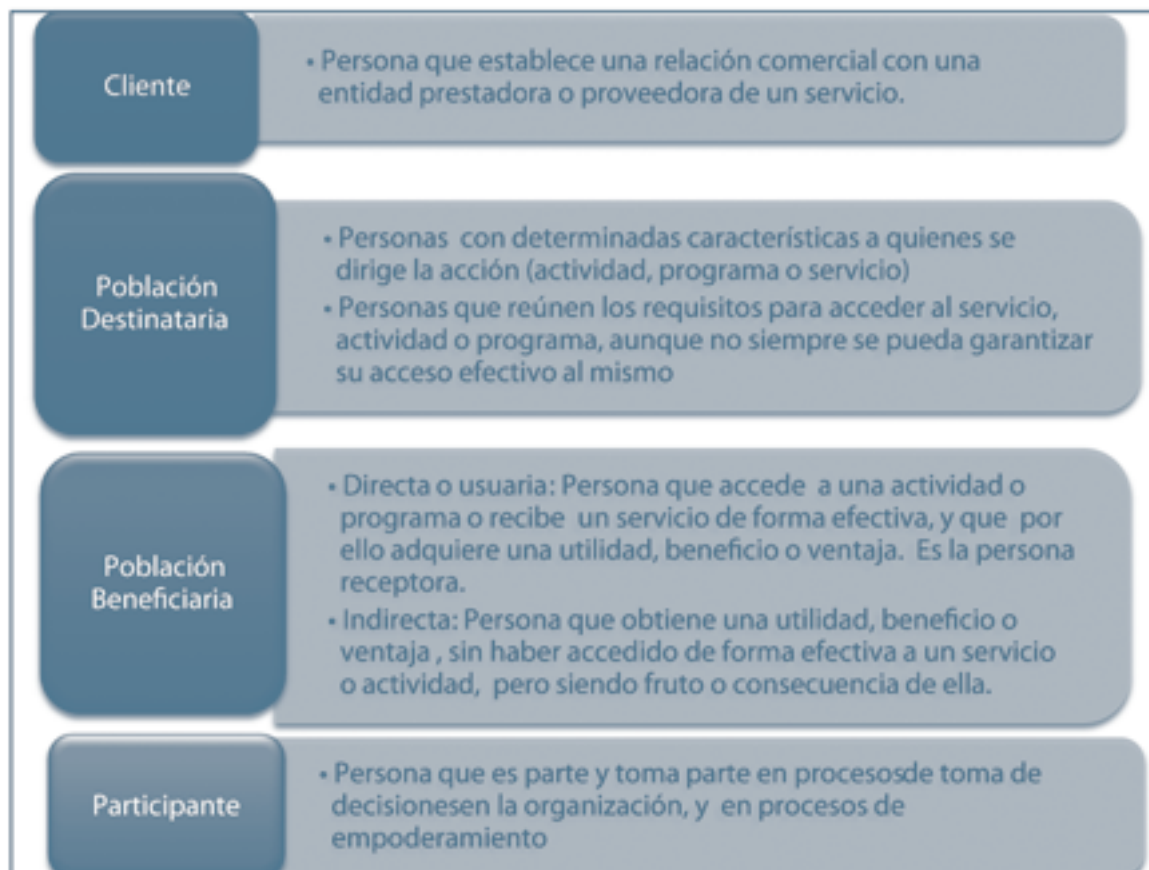 Cliente
• Persona que establece una relación comercial con una
entidad prestadora o proveedora de un servicio.
Población
Destinataria
• Personas con determinadas características a quienes se
dirige la acción (actividad, programa o servicio)
• Personas que reúnen los requisitos para acceder al servicio,
actividad o programa, aunque no siempre se pueda garantizar
su acceso efectivo al mismo
Población
Beneficiaria
• Directa o usuaria: Persona que accede a una actividad o
programa o recibe un servicio de forma efectiva, y que por
ello adquiere una utilidad, beneficio o ventaja. Es la persona
receptora.
• Indirecta: Persona que obtiene una utilidad, beneficio o
ventaja , sin haber accedido de forma efectiva a un servicio
o actividad, pero siendo fruto o consecuencia de ella.
Participante
• Persona que es parte y toma parte en procesosde toma de
decisionesen la organización, y en procesos de
empoderamiento